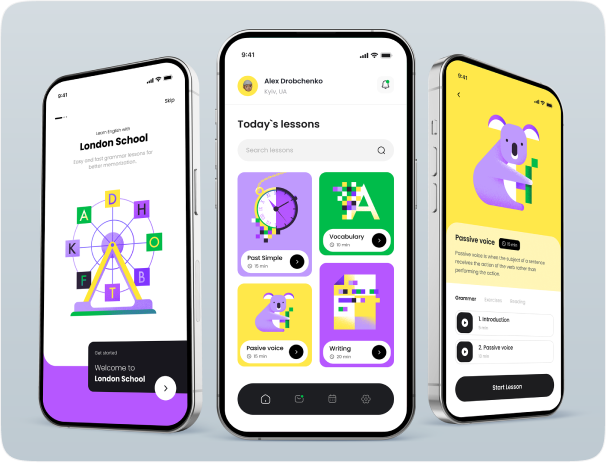 9:41
Skip
Learn English with
London School
Easy and fast grammar lessons for
better memorization.
D
A
H
K
O
F
B
T
Get started
Welcome to
London School
9:41
Alex Drobchenko
Kyiv, UA
Today`s lessons
Search lessons
Past Simple
15 min
A
Vocabulary
10 min
Pasive voice
15 min
Writing
20 min
9:41
Passive voice
10 min
Passive voice is when the subject of a sentence
receives the action of the verb rather than
performing the action.
Grammer
Exercises
Reading
1. Introduction
5 min
2. Passive voice
Start Lesson